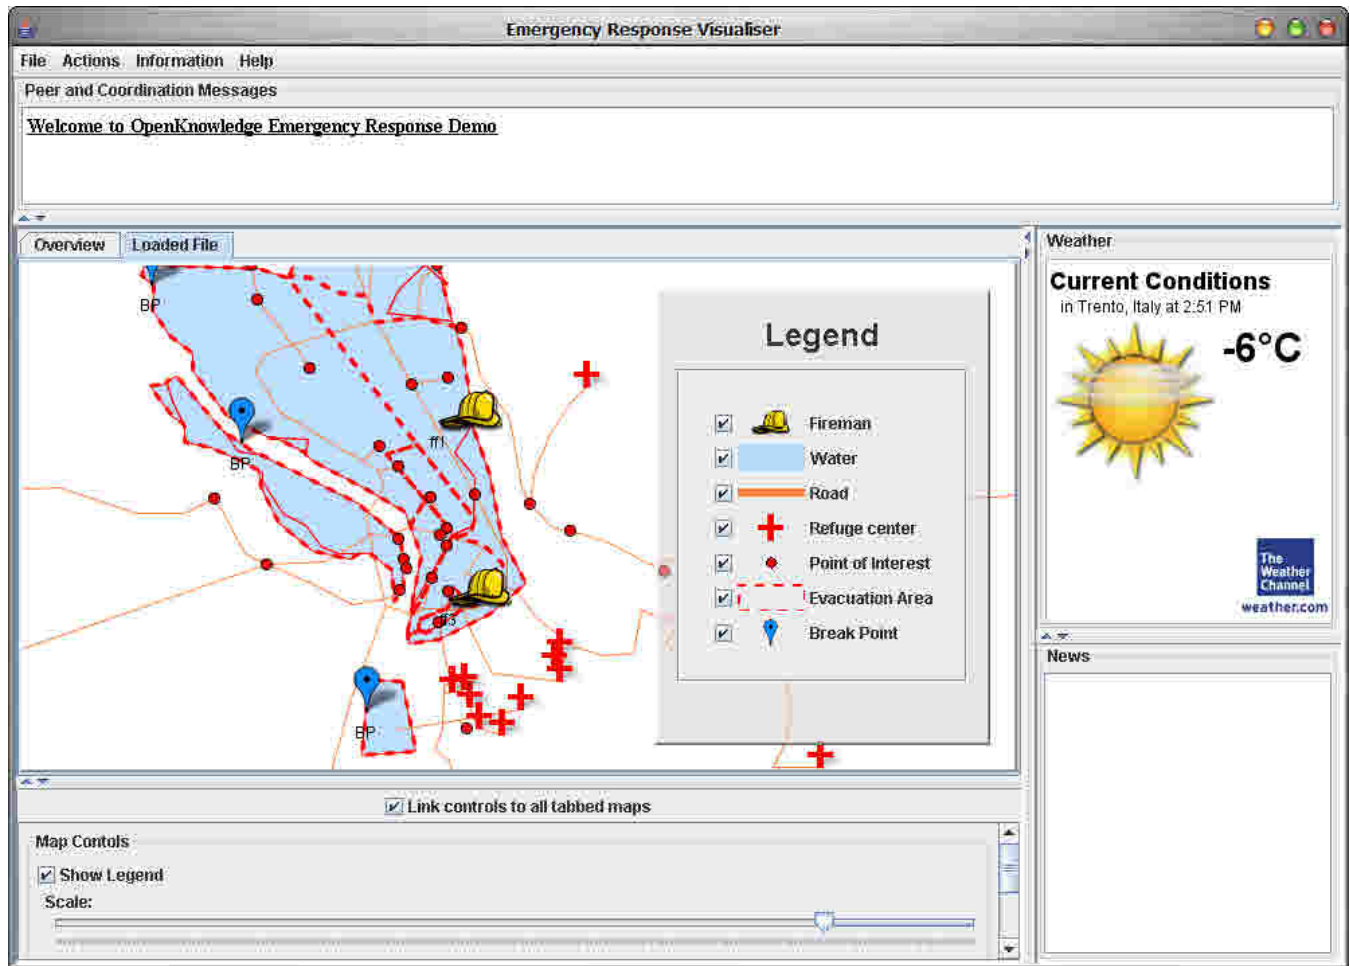 Emergency Response Visualiser
File Actions Information Help
Peer and Coordination Messages
Welcome to OpenKnowledge Emergency Response Demo
Overview Loaded File
BP
BP
ff1
ff3
BP
Legend
Fireman
Water
Road
Refuge center
Point of Interest
Evacuation Area
Break Point
Weather
Current Conditions
in Trento, Italy at 2:51 PM
-6°C
The
Weather
Channel
weather.com
News
Link controls to all tabbed maps
Map Contols
Show Legend
Scale: